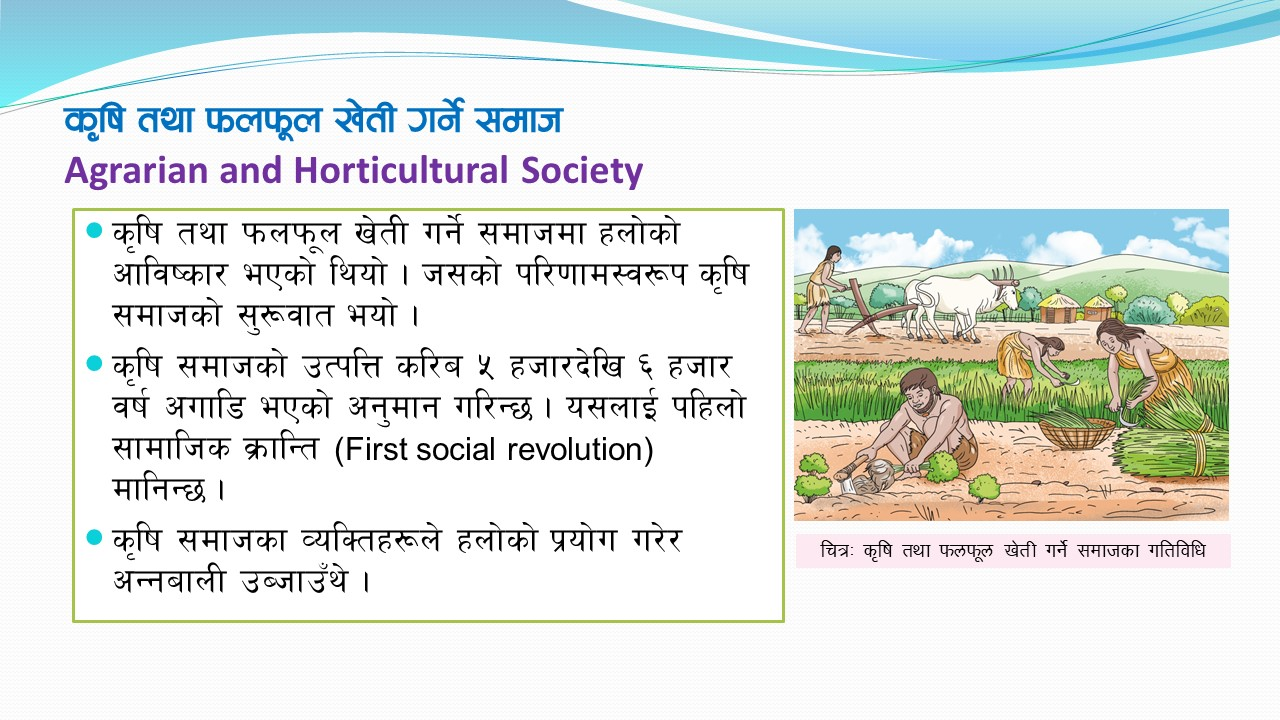 कृषि तथा फलफूल खेती गर्ने समाज
Agrarian and Horticultural Society
कृषि तथा फलफूल खेती गर्ने समाजमा हलोको
आविष्कार भएको थियो । जसको परिणामस्वरूप कृषि
समाजको सुरूवात भयो ।
कृषि समाजको उत्पत्ति करिब ५ हजारदेखि ६ हजार
वर्ष अगाडि भएको अनुमान गरिन्छ । यसलाई पहिलो
सामाजिक क्रान्ति (First social revolution)
मानिन्छ ।
कृषि समाजका व्यक्तिहरूले हलोको प्रयोग गरेर
अन्नबाली उब्जाउँथे ।
चित्र: कृषि तथा फलफूल खेती गर्ने समाजका गतिविधि